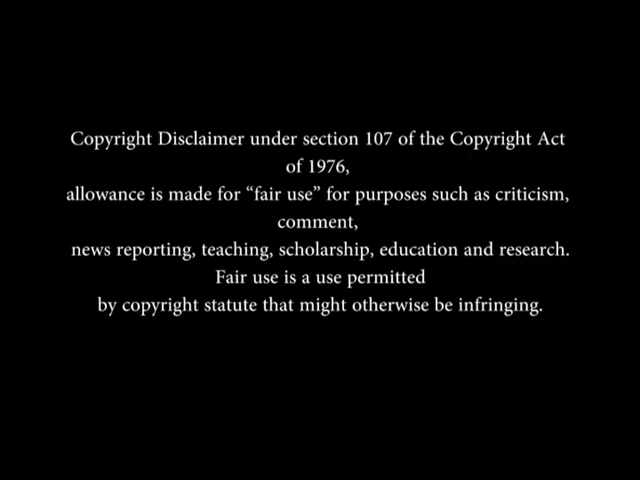 Copyright Disclaimer under section 107 of the Copyright Act
of 1976,
allowance is made for “fair use” for purposes such as criticism,
comment,
news reporting, teaching, scholarship, education and research.
Fair use is a use permitted
by copyright statute that might otherwise be infringing.